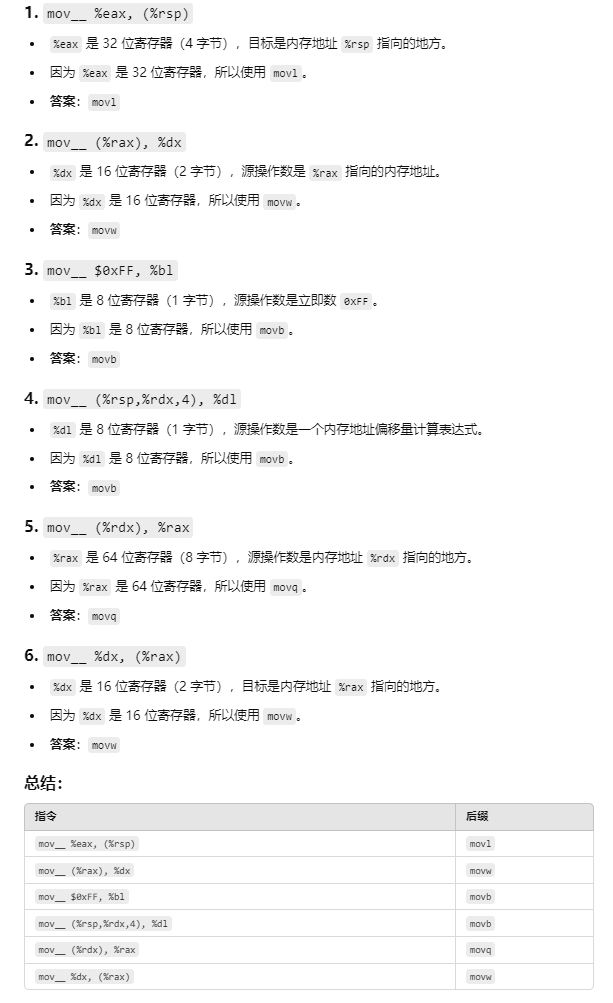 1. mov__ %eax, (%rsp)
• %eax 是 32 位寄存器（4 字节），目标是内存地址 %rsp 指向的地方。
• 因为 %eax 是 32 位寄存器，所以使用 movl。
• 答案：movl
2. mov__ (%rax), %dx
• %dx 是 16 位寄存器（2 字节），源操作数是 %rax 指向的内存地址。
• 因为 %dx 是 16 位寄存器，所以使用 movw。
• 答案：movw
3. mov__ $0xFF, %bl
• %bl 是 8 位寄存器（1 字节），源操作数是立即数 0xFF。
• 因为 %bl 是 8 位寄存器，所以使用 movb。
• 答案：movb
4. mov__ (%rsp,%rdx,4), %dl
• %dl 是 8 位寄存器（1 字节），源操作数是一个内存地址偏移量计算表达式。
• 因为 %dl 是 8 位寄存器，所以使用 movb。
• 答案：movb
5. mov__ (%rdx), %rax
• %rax 是 64 位寄存器（8 字节），源操作数是内存地址 %rdx 指向的地方。
• 因为 %rax 是 64 位寄存器，所以使用 movq。
• 答案：movq
6. mov__ %dx, (%rax)
• %dx 是 16 位寄存器（2 字节），目标是内存地址 %rax 指向的地方。
• 因为 %dx 是 16 位寄存器，所以使用 movw。
• 答案：movw
总结：
指令 后缀
mov__ %eax, (%rsp) movl
mov__ (%rax), %dx movw
mov__ $0xFF, %bl movb
mov__ (%rsp,%rdx,4), %dl movb
mov__ (%rdx), %rax movq
mov__ %dx, (%rax) movw